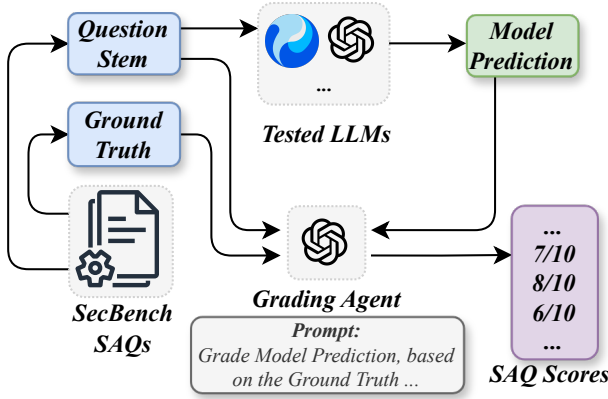 Question
Stem
...
Tested LLMs
Model
Prediction
Ground
Truth
SecBench
SAQs
Grading Agent
Prompt:
Grade Model Prediction, based
on the Ground Truth ...
...
7/10
8/10
6/10
...
SAQ Scores